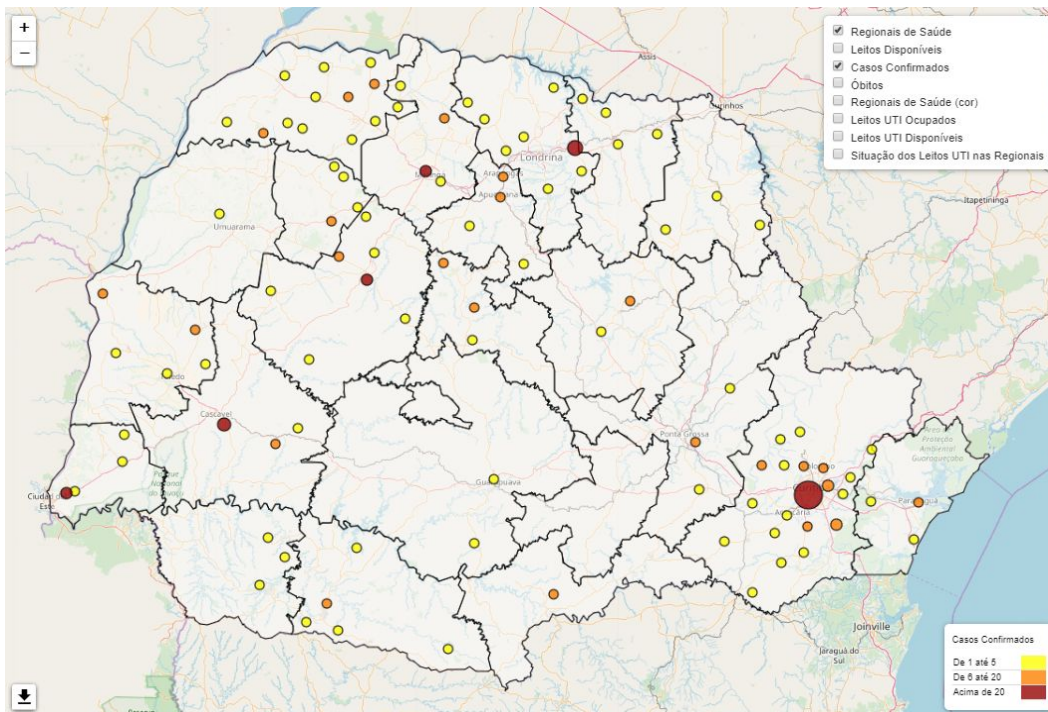 +
−
Regionais de Saúde
Leitos Disponíveis
Casos Confirmados
Óbitos
Regionais de Saúde (cor)
Leitos UTI Ocupados
Leitos UTI Disponíveis
Situação dos Leitos UTI nas Regionais
Assis
Ourinhos
Londrina
Itapetininga
Umuarama
Cascavel
Ponta Grossa
Guarapuava
Ciudad del
Este
Joinville
Jaraguá do
Sul
Casos Confirmados
De 1 até 5
De 6 até 20
Acima de 20